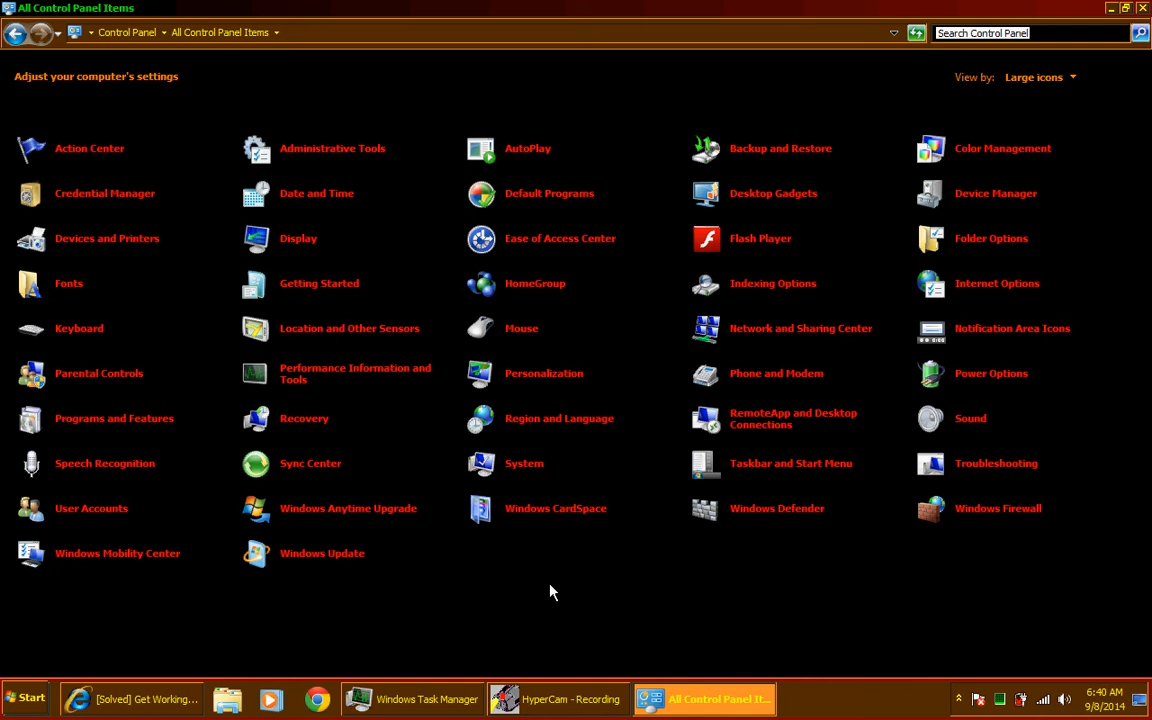 All Control Panel Items
Control Panel All Control Panel Items
Search Control Panel
Adjust your computer's settings
View by: Large icons
Action Center
Administrative Tools
AutoPlay
Backup and Restore
Color Management
Credential Manager
Date and Time
Default Programs
Desktop Gadgets
Device Manager
Devices and Printers
Display
Ease of Access Center
Flash Player
Folder Options
Fonts
Getting Started
HomeGroup
Indexing Options
Internet Options
Keyboard
Location and Other Sensors
Mouse
Network and Sharing Center
Notification Area Icons
Parental Controls
Performance Information and
Tools
Personalization
Phone and Modem
Power Options
Programs and Features
Recovery
Region and Language
RemoteApp and Desktop
Connections
Sound
Speech Recognition
Sync Center
System
Taskbar and Start Menu
Troubleshooting
User Accounts
Windows Anytime Upgrade
Windows CardSpace
Windows Defender
Windows Firewall
Windows Mobility Center
Windows Update
Start
[Solved] Get Working...
Windows Task Manager
HyperCam - Recording
All Control Panel It...
6:40 AM
9/8/2014